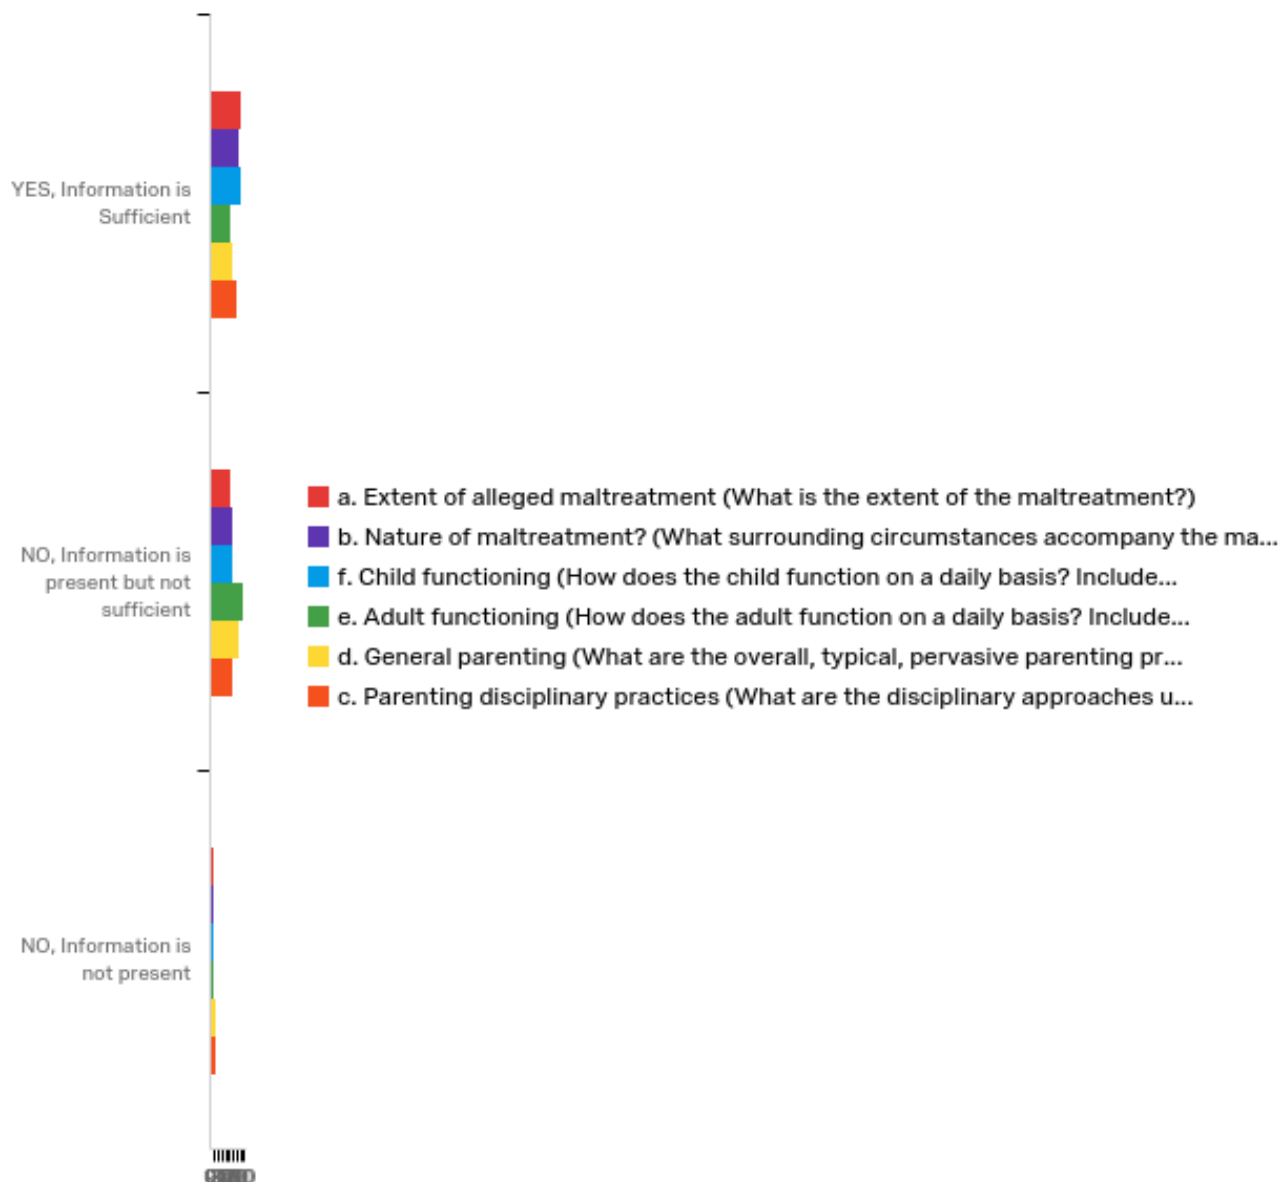 YES, Information is
Sufficient
NO, Information is
present but not
sufficient
a. Extent of alleged maltreatment (What is the extent of the maltreatment?)
b. Nature of maltreatment? (What surrounding circumstances accompany the ma...
f. Child functioning (How does the child function on a daily basis? Include...
e. Adult functioning (How does the adult function on a daily basis? Include...
d. General parenting (What are the overall, typical, pervasive parenting pr...
c. Parenting disciplinary practices (What are the disciplinary approaches u...
NO, Information is
not present